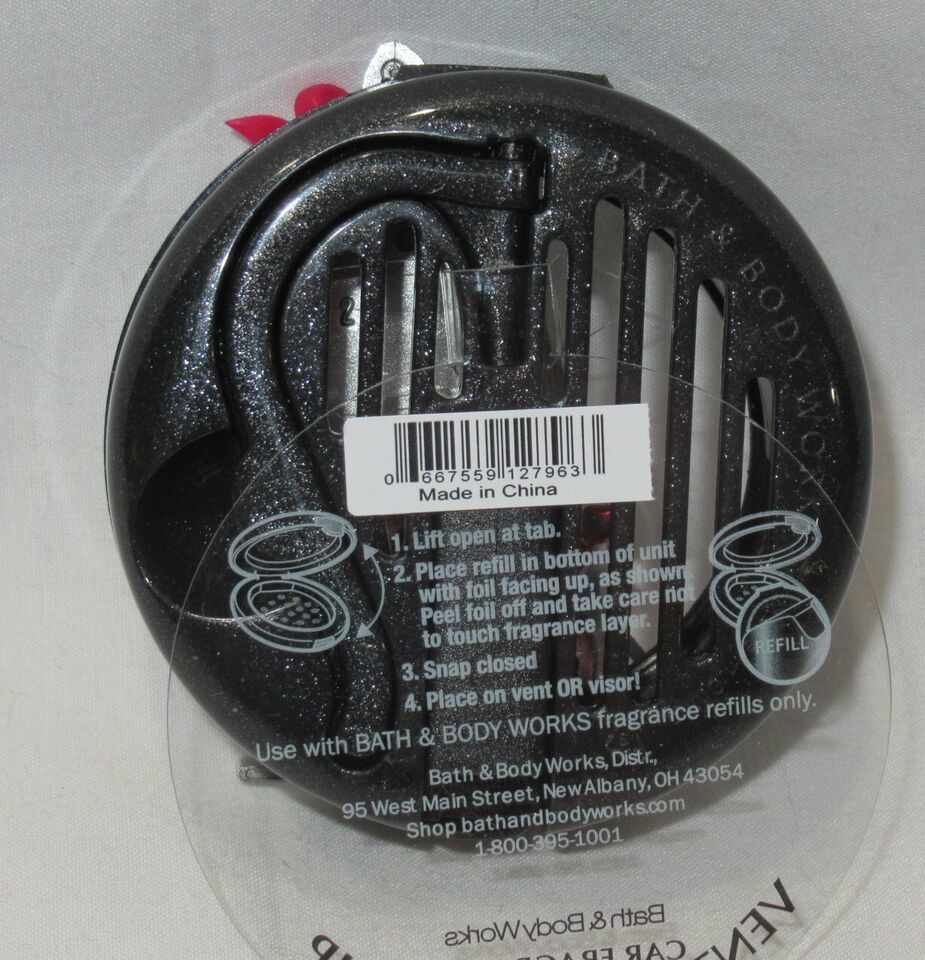 BATH & BODY WORKS
2
0 667559 127963
Made in China
1. Lift open at tab.
2. Place refill in bottom of unit
with foil facing up, as shown.
Peel foil off and take care not
to touch fragrance layer.
3. Snap closed
4. Place on vent OR visor!
REFILL
Use with BATH & BODY WORKS fragrance refills only.
Bath & Body Works, Distr.,
95 West Main Street, New Albany, OH 43054
Shop bathandbodyworks.com
1-800-395-1001
Bath & Body Works
VENT